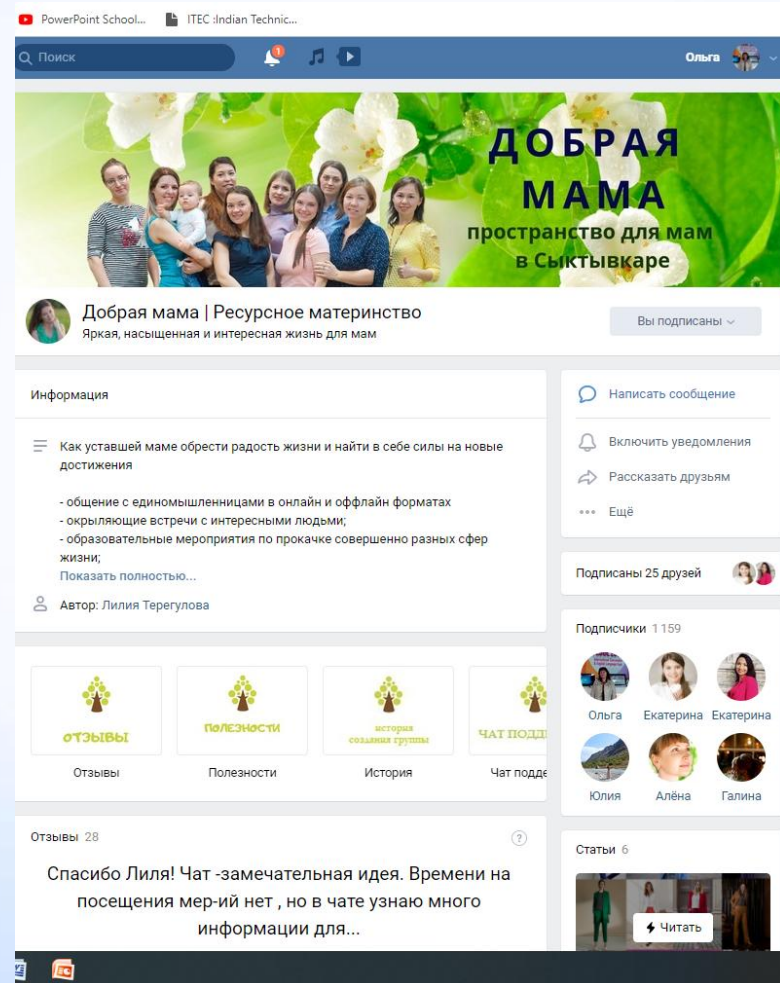 PowerPoint School...
ITEC :Indian Technic...
Поиск
1
Ольга
ДОБРАЯ
МАМА
пространство для мам
в Сыктывкаре
Добрая мама | Ресурсное материнство
Яркая, насыщенная и интересная жизнь для мам
Вы подписаны
Информация
Как уставшей маме обрести радость жизни и найти в себе силы на новые
достижения
- общение с единомышленницами в онлайн и оффлайн форматах
- окрыляющие встречи с интересными людьми;
- образовательные мероприятия по прокачке совершенно разных сфер
жизни;
Показать полностью...
Автор: Лилия Терегулова
Написать сообщение
Включить уведомления
Рассказать друзьям
Ещё
Подписаны 25 друзей
Подписчики 1 159
Ольга
Екатерина
Екатерина
Юлия
Алёна
Галина
ОТЗЫВЫ
ПОЛЕЗНОСТИ
история
создания группы
ЧАТ ПОДД
Отзывы
Полезности
История
Чат подде
Отзывы 28
Спасибо Лиля! Чат -замечательная идея. Времени на
посещения мер-ий нет , но в чате узнаю много
информации для...
Статьи 6
Читать